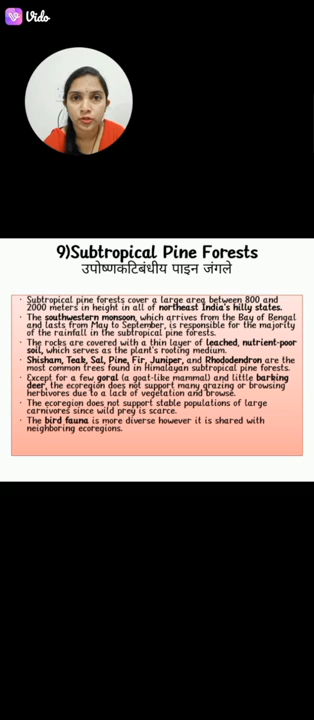 Vido
9)Subtropical Pine Forests
उपोष्णकटिबंधीय पाइन जंगले
• Subtropical pine forests cover a large area between 800 and
2000 meters in height in all of northeast India's hilly states.
• The southwestern monsoon, which arrives from the Bay of Bengal
and lasts from May to September, is responsible for the majority
of the rainfall in the subtropical pine forests.
• The rocks are covered with a thin layer of leached, nutrient-poor
soil, which serves as the plant's rooting medium.
• Shisham, Teak, Sal, Pine, Fir, Juniper, and Rhododendron are the
most common trees found in Himalayan subtropical pine forests.
• Except for a few goral (a goat-like mammal) and little barking
deer, the ecoregion does not support many grazing or browsing
herbivores due to a lack of vegetation and browse.
• The ecoregion does not support stable populations of large
carnivores since wild prey is scarce.
• The bird fauna is more diverse however it is shared with
neighboring ecoregions.